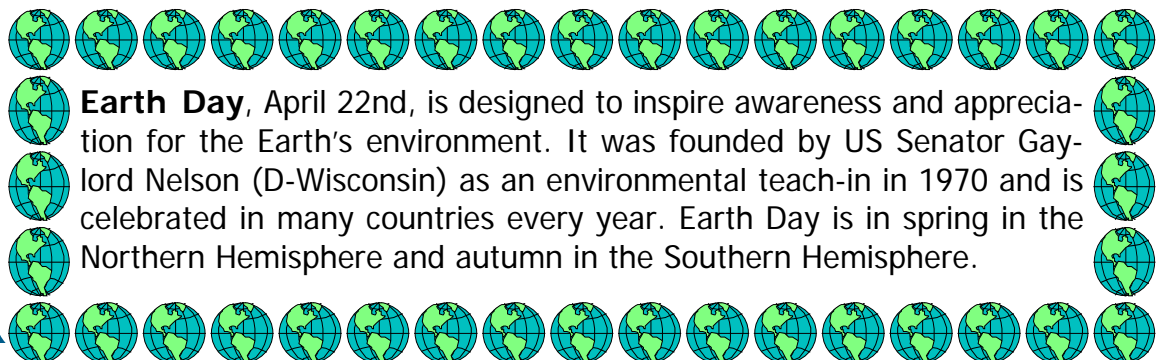 Earth Day, April 22nd, is designed to inspire awareness and apprecia-
tion for the Earth's environment. It was founded by US Senator Gay-
lord Nelson (D-Wisconsin) as an environmental teach-in in 1970 and is
celebrated in many countries every year. Earth Day is in spring in the
Northern Hemisphere and autumn in the Southern Hemisphere.